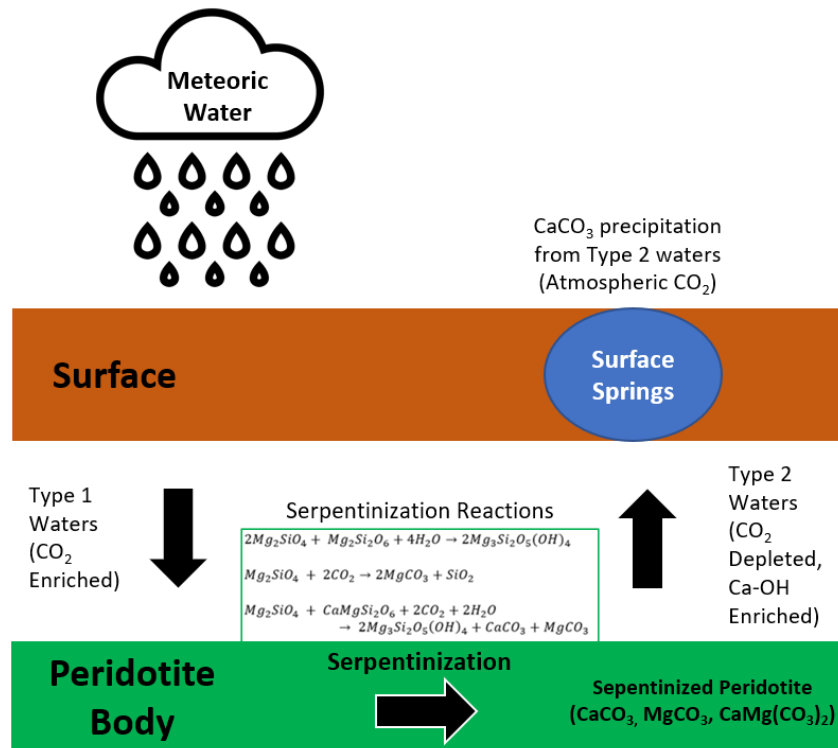 Meteoric
Water
CaCO₃ precipitation
from Type 2 waters
(Atmospheric CO₂)
Surface
Surface
Springs
Type 1
Waters
(CO₂
Enriched)
Serpentinization Reactions
2Mg₂SiO₄ + Mg₂Si₂O₆ + 4H₂O → 2Mg₃Si₂O₅(OH)₄
Mg₂SiO₄ + 2CO₂ → 2MgCO₃ + SiO₂
Mg₂SiO₄ + CaMgSi₂O₆ + 2CO₂ + 2H₂O
→ 2Mg₃Si₂O₅(OH)₄ + CaCO₃ + MgCO₃
Type 2
Waters
(CO₂
Depleted,
Ca-OH
Enriched)
Peridotite
Body
Serpentinization
Sepentinized Peridotite
(CaCO₃, MgCO₃, CaMg(CO₃)₂)